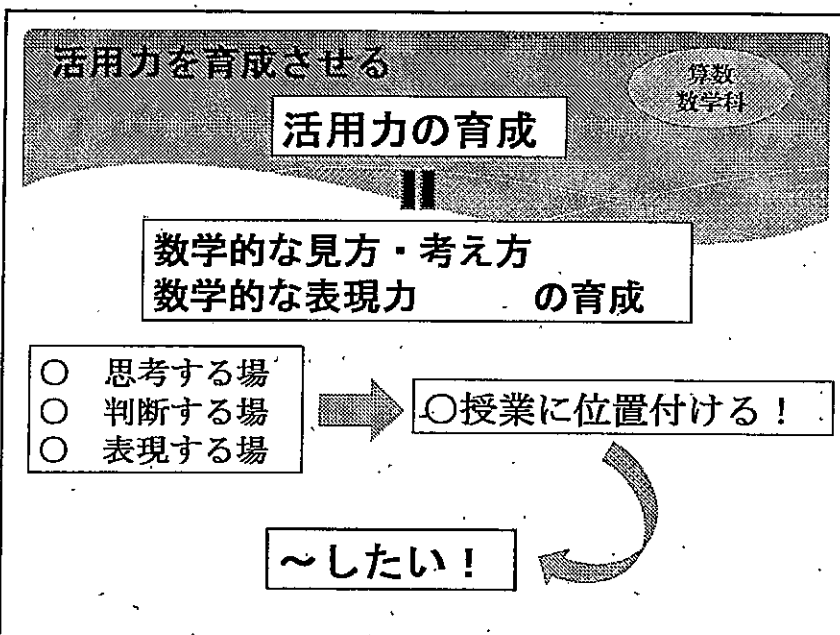 活用力を育成させる
算数
数学科
活用力の育成
数学的な見方・考え方
数学的な表現力 の育成
○ 思考する場
○ 判断する場
○ 表現する場
○授業に位置付ける!
~したい!